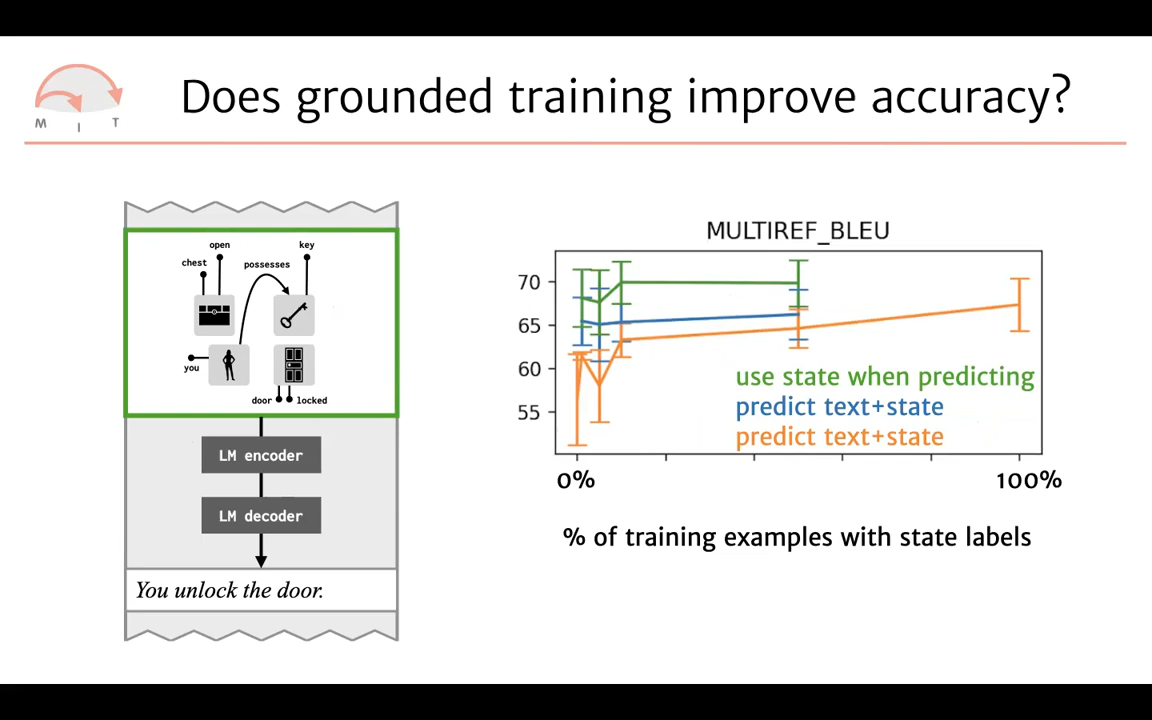 Does grounded training improve accuracy?
M I T
open
key
chest
possesses
you
door
locked
LM encoder
LM decoder
You unlock the door.
MULTIREF_BLEU
70
65
60
55
use state when predicting
predict text+state
predict text+state
0%
100%
% of training examples with state labels